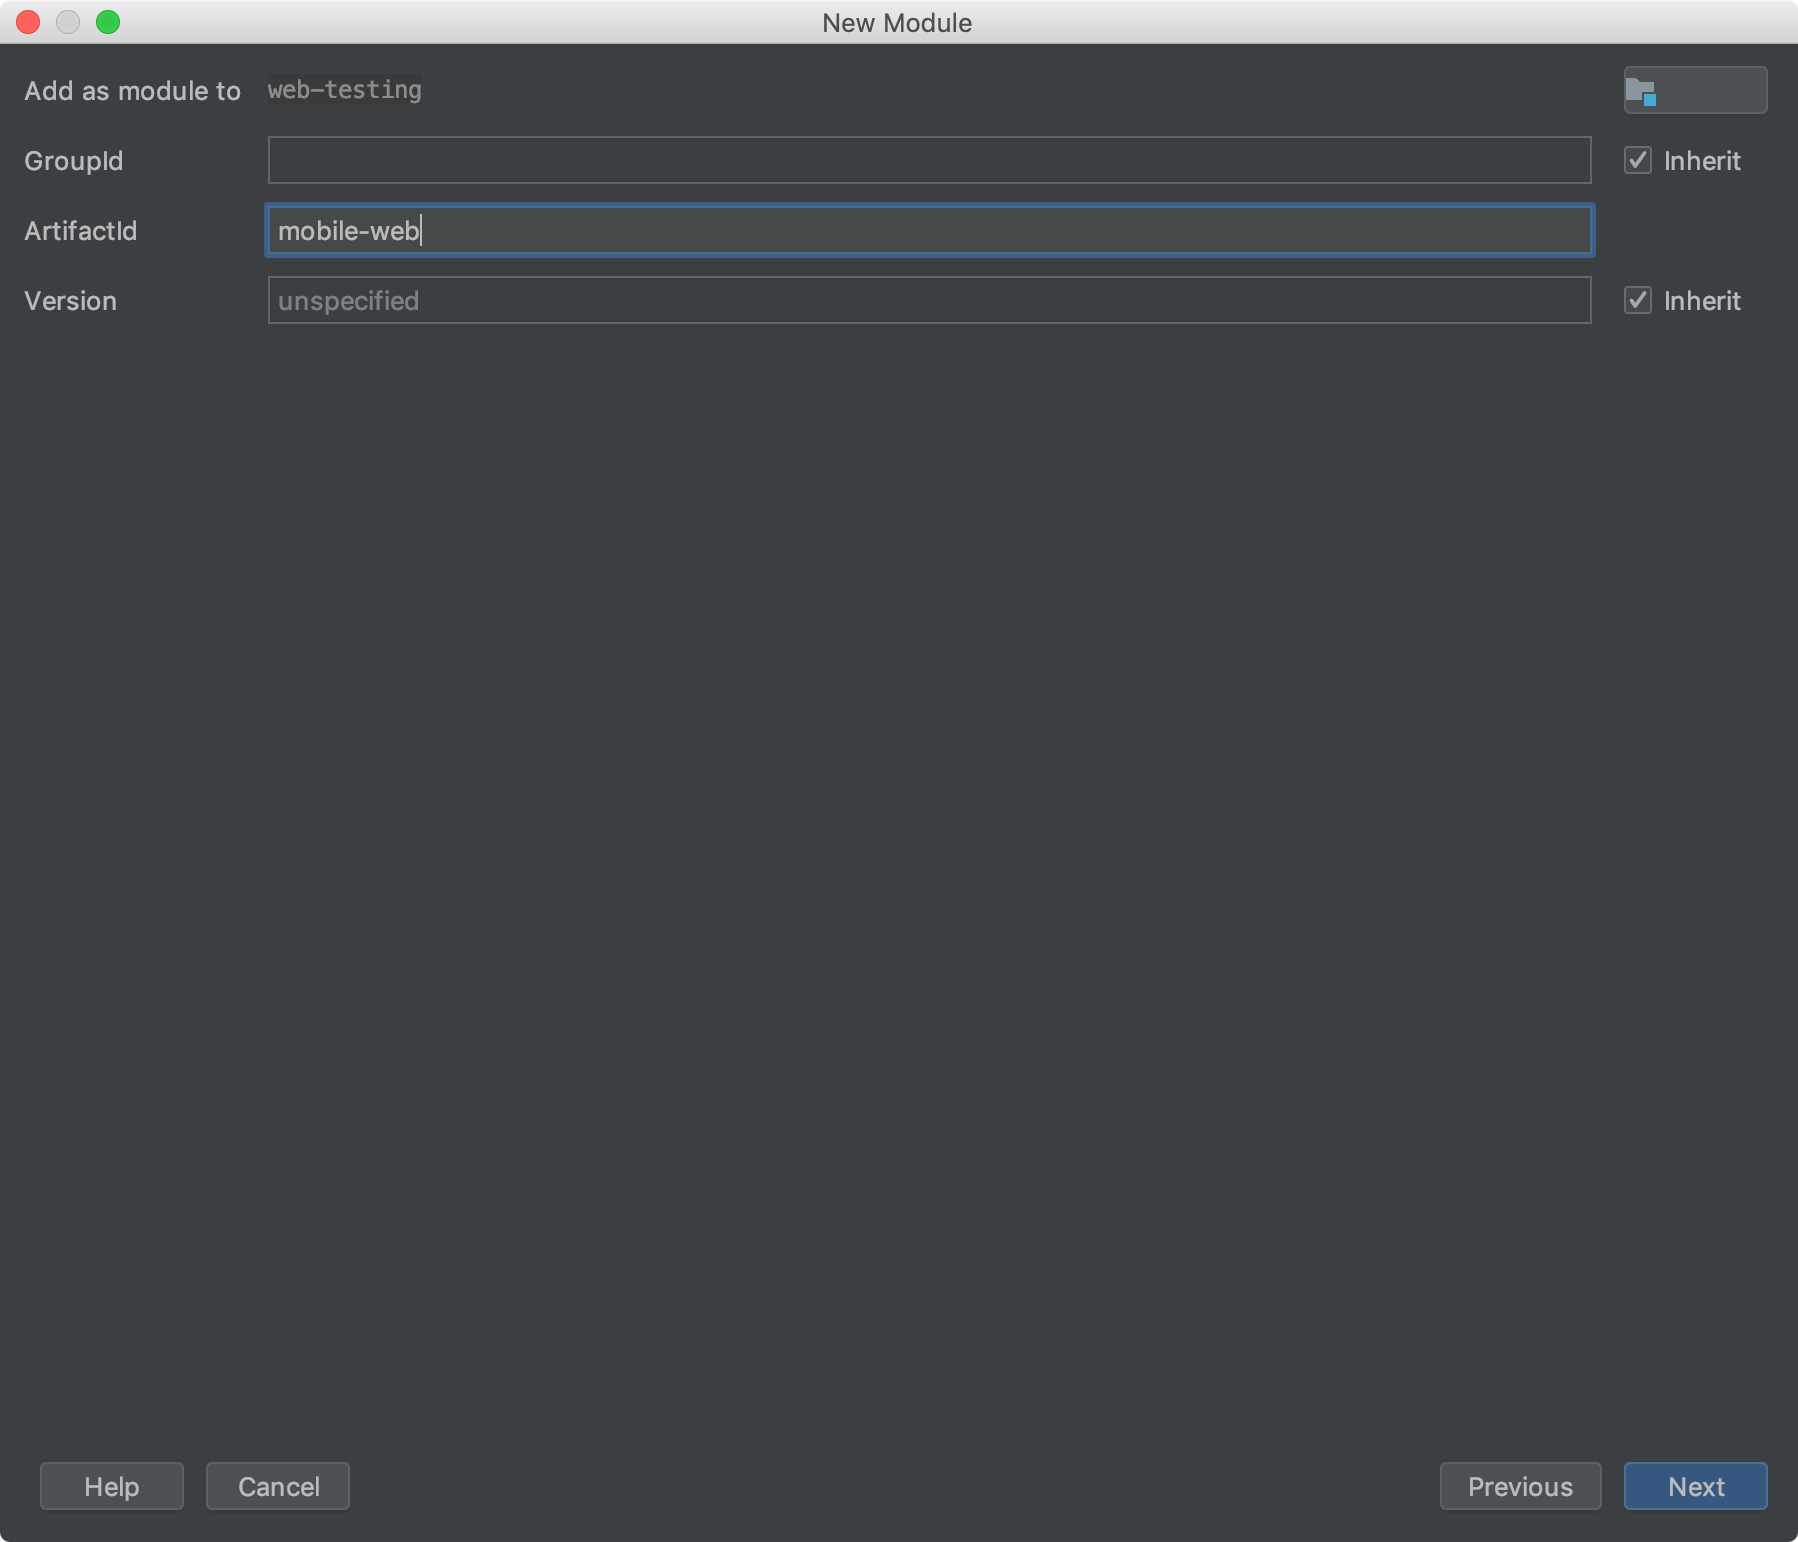 New Module
Add as module to web-testing
GroupId Inherit
ArtifactId mobile-web
Version unspecified Inherit
Help Cancel Previous Next